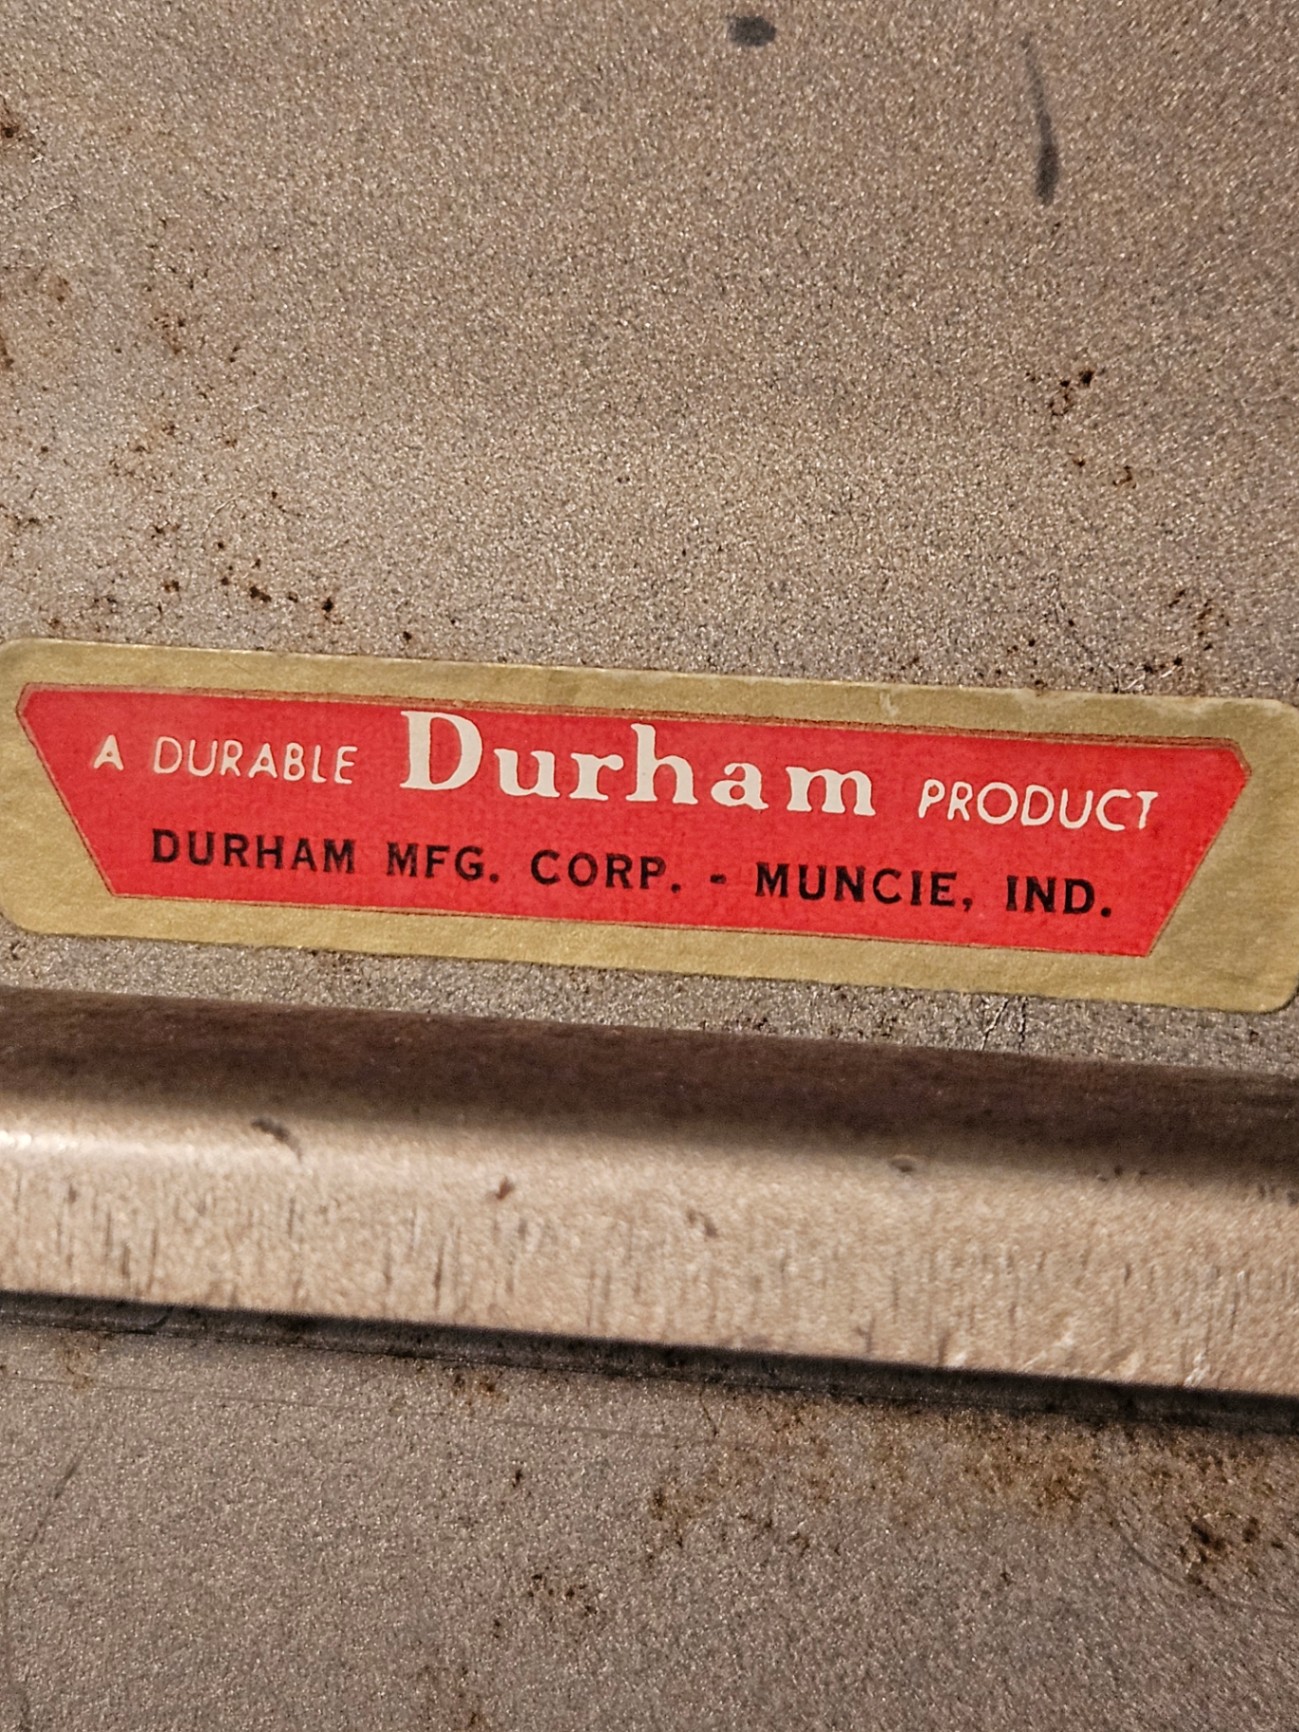 A DURABLE Durham PRODUCT
DURHAM MFG. CORP. - MUNCIE, IND.